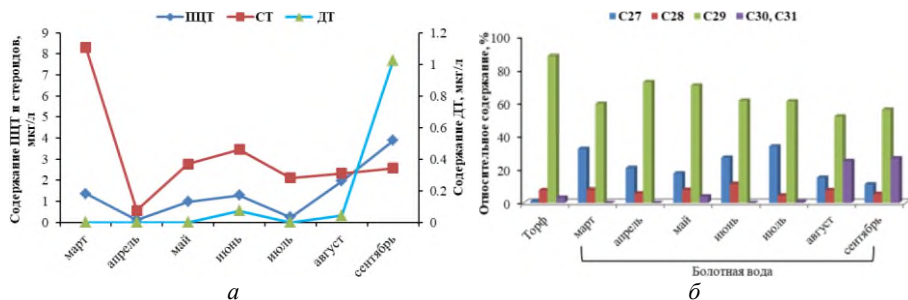 ПЦТ СТ ДТ
Содержание ПЦТ и стероидов,
мкг/л
9
8
7
6
5
4
3
2
1
0
1.2
1
0.8
0.6
0.4
0.2
0
Содержание ДТ, мкг/л
март апрель май июнь июль август сентябрь
а
C27 C28 C29 C30, C31
Относительное содержание, %
100
80
60
40
20
0
Торф март апрель май июнь июль август сентябрь
Болотная вода
б